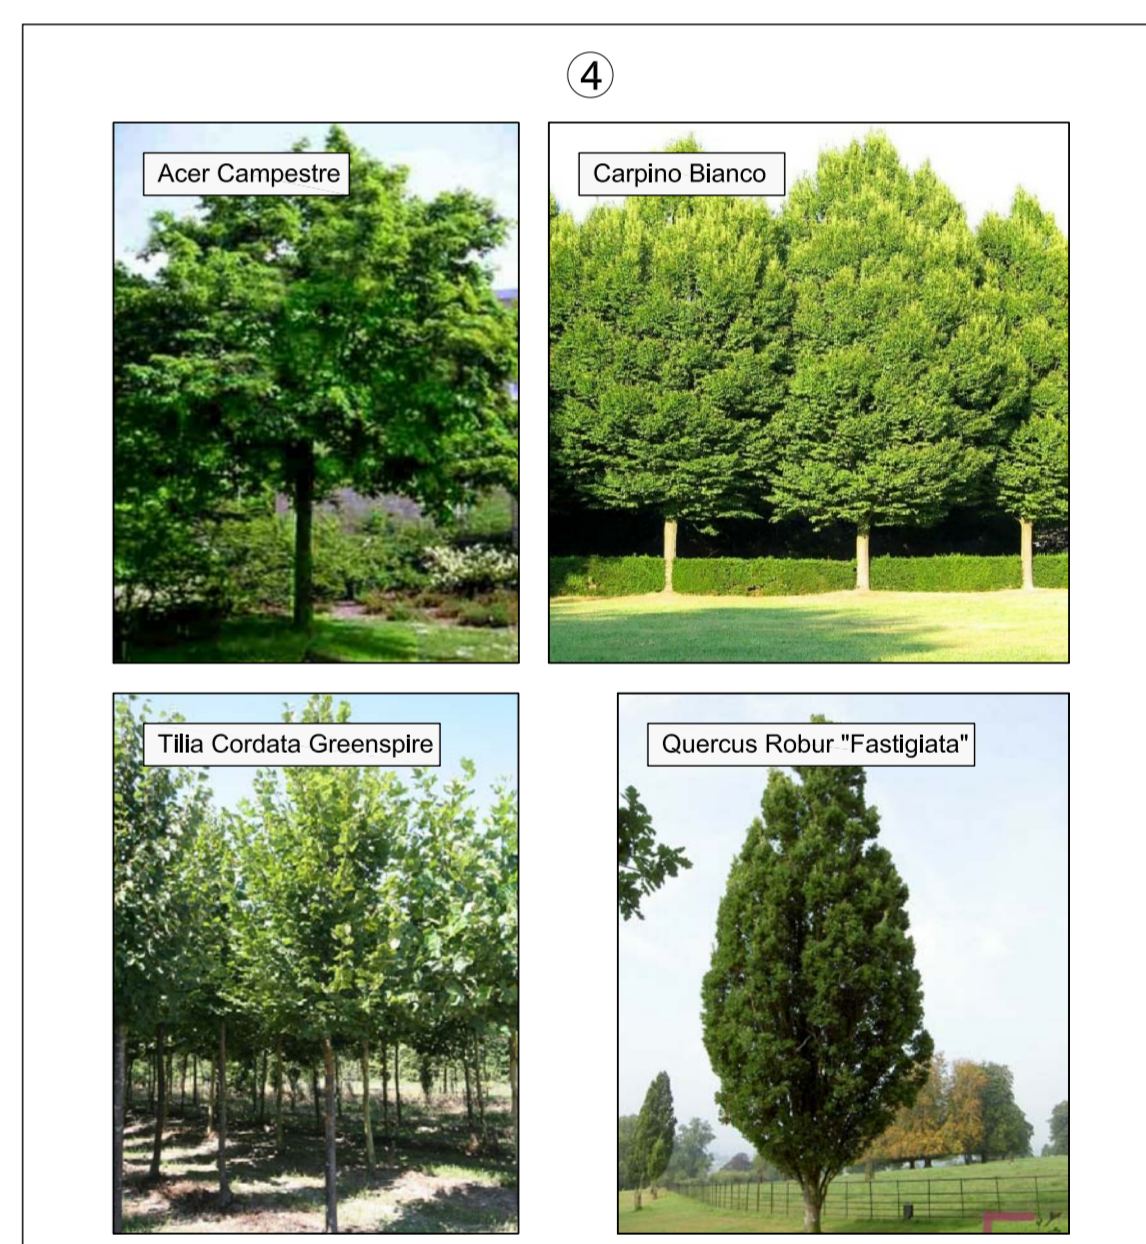 4
Acer Campestre
Carpino Bianco
Tilia Cordata Greenspire
Quercus Robur "Fastigiata"